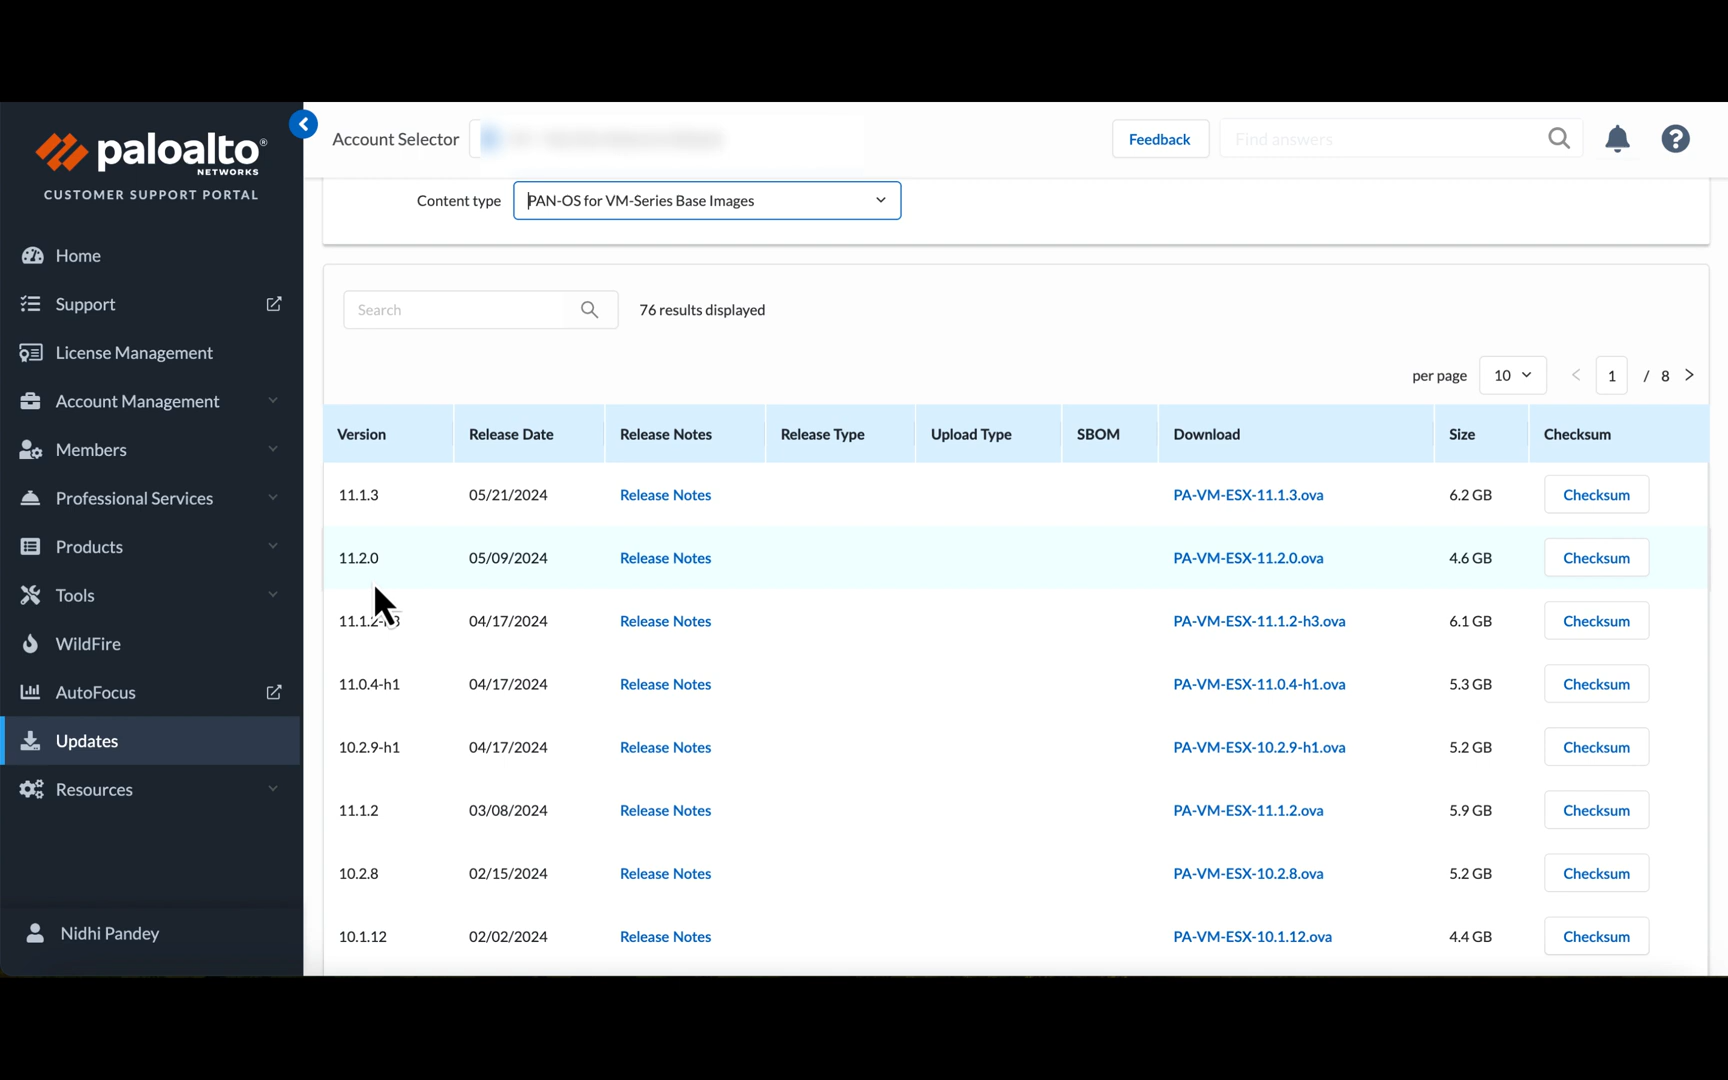 paloalto®
NETWORKS
CUSTOMER SUPPORT PORTAL
Home
Support
License Management
Account Management
Members
Professional Services
Products
Tools
WildFire
AutoFocus
Updates
Resources
Nidhi Pandey
Account Selector
Feedback
Find answers
Content type PAN-OS for VM-Series Base Images
Search 76 results displayed
per page 10 1 / 8
Version Release Date Release Notes Release Type Upload Type SBOM Download Size Checksum
11.1.3 05/21/2024 Release Notes PA-VM-ESX-11.1.3.ova 6.2 GB Checksum
11.2.0 05/09/2024 Release Notes PA-VM-ESX-11.2.0.ova 4.6 GB Checksum
11.1.2-h3 04/17/2024 Release Notes PA-VM-ESX-11.1.2-h3.ova 6.1 GB Checksum
11.0.4-h1 04/17/2024 Release Notes PA-VM-ESX-11.0.4-h1.ova 5.3 GB Checksum
10.2.9-h1 04/17/2024 Release Notes PA-VM-ESX-10.2.9-h1.ova 5.2 GB Checksum
11.1.2 03/08/2024 Release Notes PA-VM-ESX-11.1.2.ova 5.9 GB Checksum
10.2.8 02/15/2024 Release Notes PA-VM-ESX-10.2.8.ova 5.2 GB Checksum
10.1.12 02/02/2024 Release Notes PA-VM-ESX-10.1.12.ova 4.4 GB Checksum